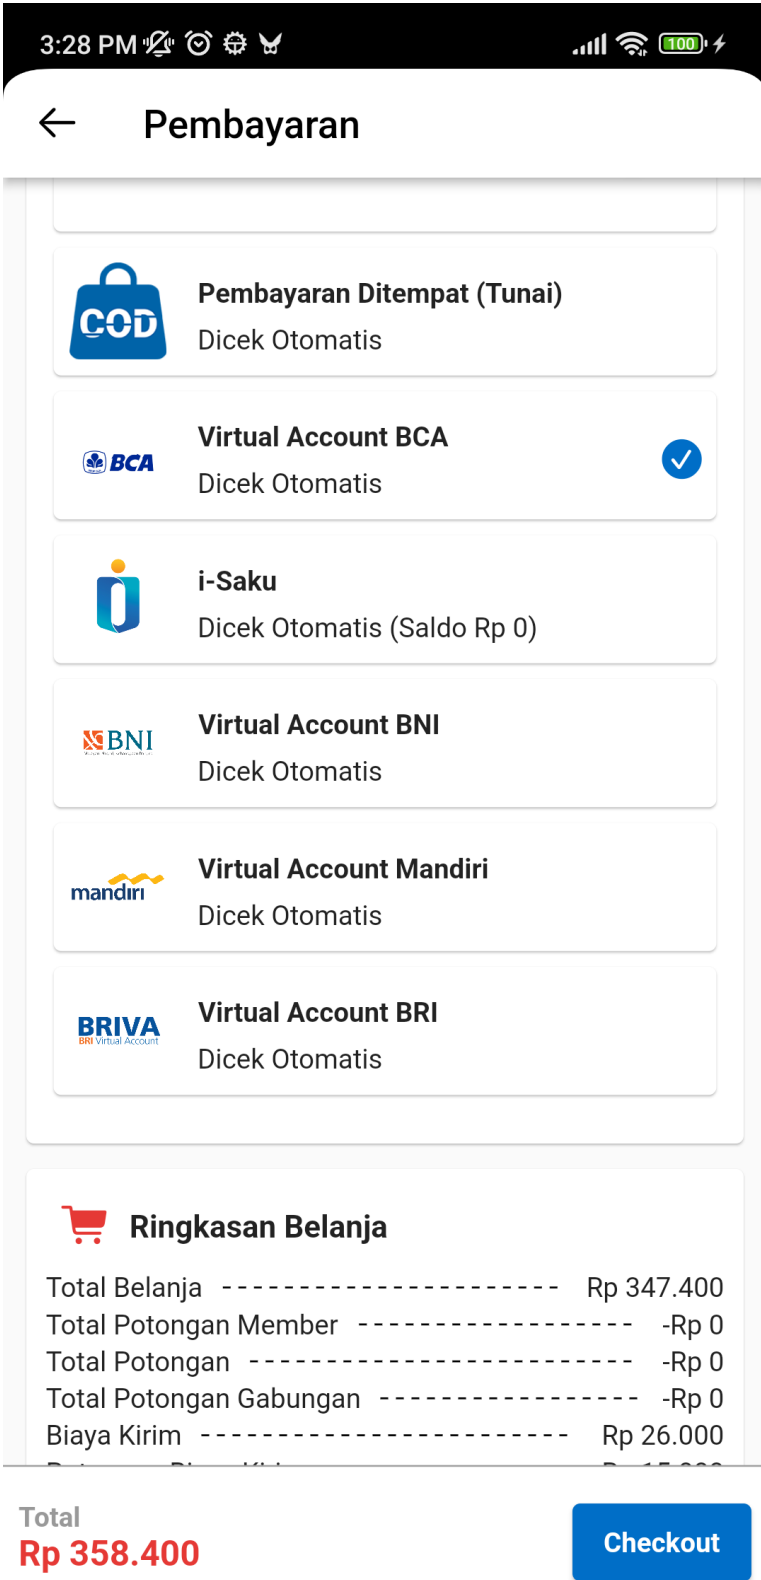 3:28 PM
100
Pembayaran
COD
Pembayaran Ditempat (Tunai)
Dicek Otomatis
BCA
Virtual Account BCA
Dicek Otomatis
i-Saku
Dicek Otomatis (Saldo Rp 0)
BNI
Virtual Account BNI
Dicek Otomatis
mandiri
Virtual Account Mandiri
Dicek Otomatis
BRIVA
BRI Virtual Account
Virtual Account BRI
Dicek Otomatis
Ringkasan Belanja
Total Belanja ---------------------- Rp 347.400
Total Potongan Member ------------------ -Rp 0
Total Potongan ------------------------- -Rp 0
Total Potongan Gabungan ----------------- -Rp 0
Biaya Kirim ------------------------ Rp 26.000
Total
Rp 358.400
Checkout